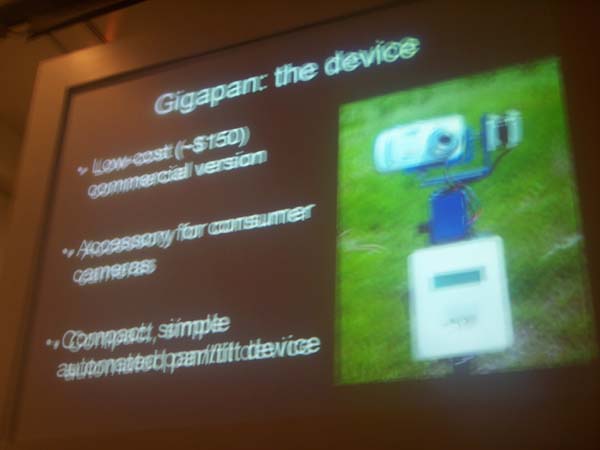 Gigapan: the device
• Low-cost (~$150)
commercial version
• Accessory for consumer
cameras
• Compact, simple
automated pan/tilt device